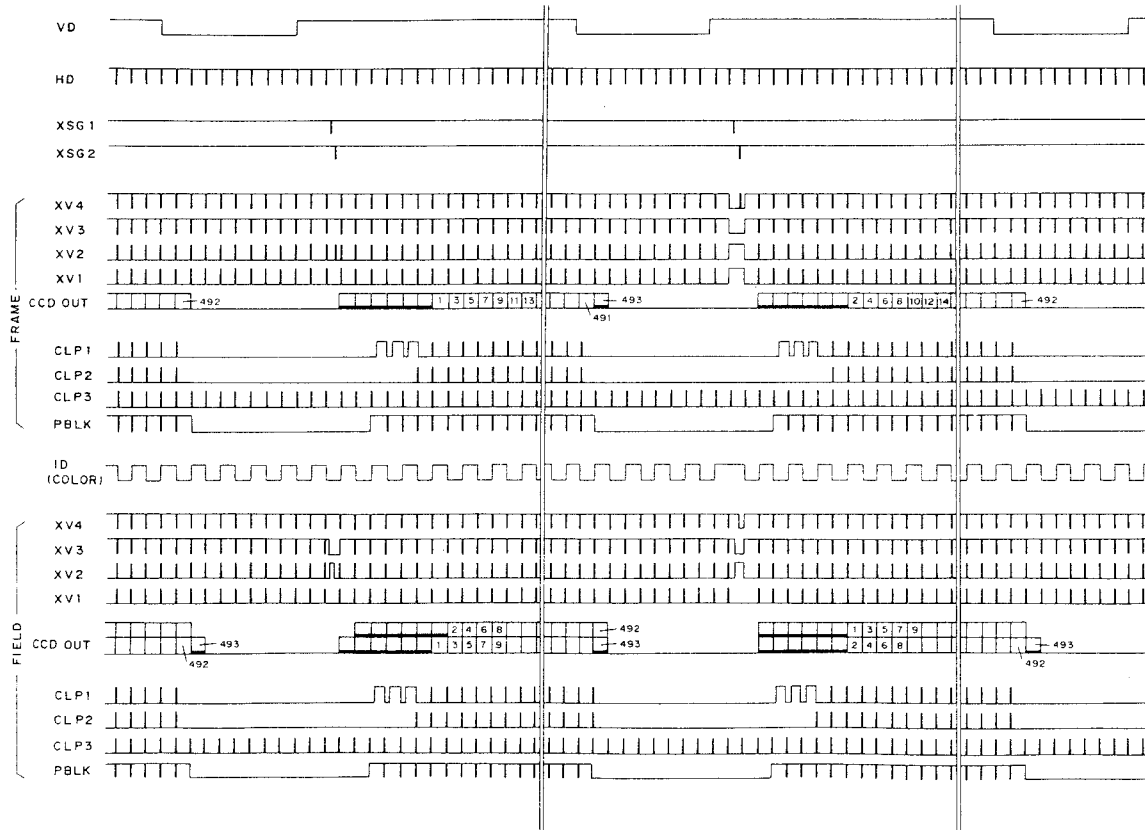 VD
HD
XSG1
XSG2
FRAME
XV4
XV3
XV2
XV1
CCD OUT 492 1 3 5 7 9 11 13 493 2 4 6 8 10 12 14 492
491
CLP1
CLP2
CLP3
PBLK
ID
(COLOR)
FIELD
XV4
XV3
XV2
XV1
2 4 6 8 492 1 3 5 7 9
CCD OUT 493 1 3 5 7 9 493 2 4 6 8 493
492 492
CLP1
CLP2
CLP3
PBLK